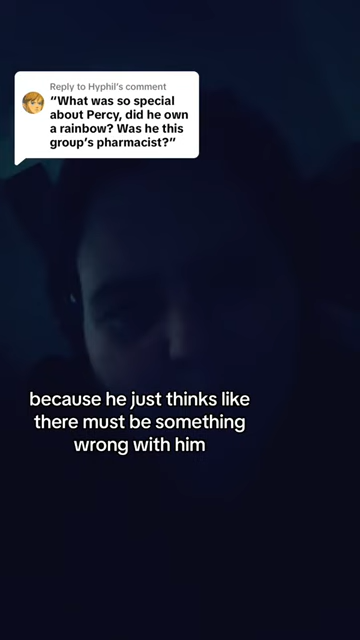 Reply to Hyphil's comment
“What was so special
about Percy, did he own
a rainbow? Was he this
group’s pharmacist?”
because he just thinks like
there must be something
wrong with him